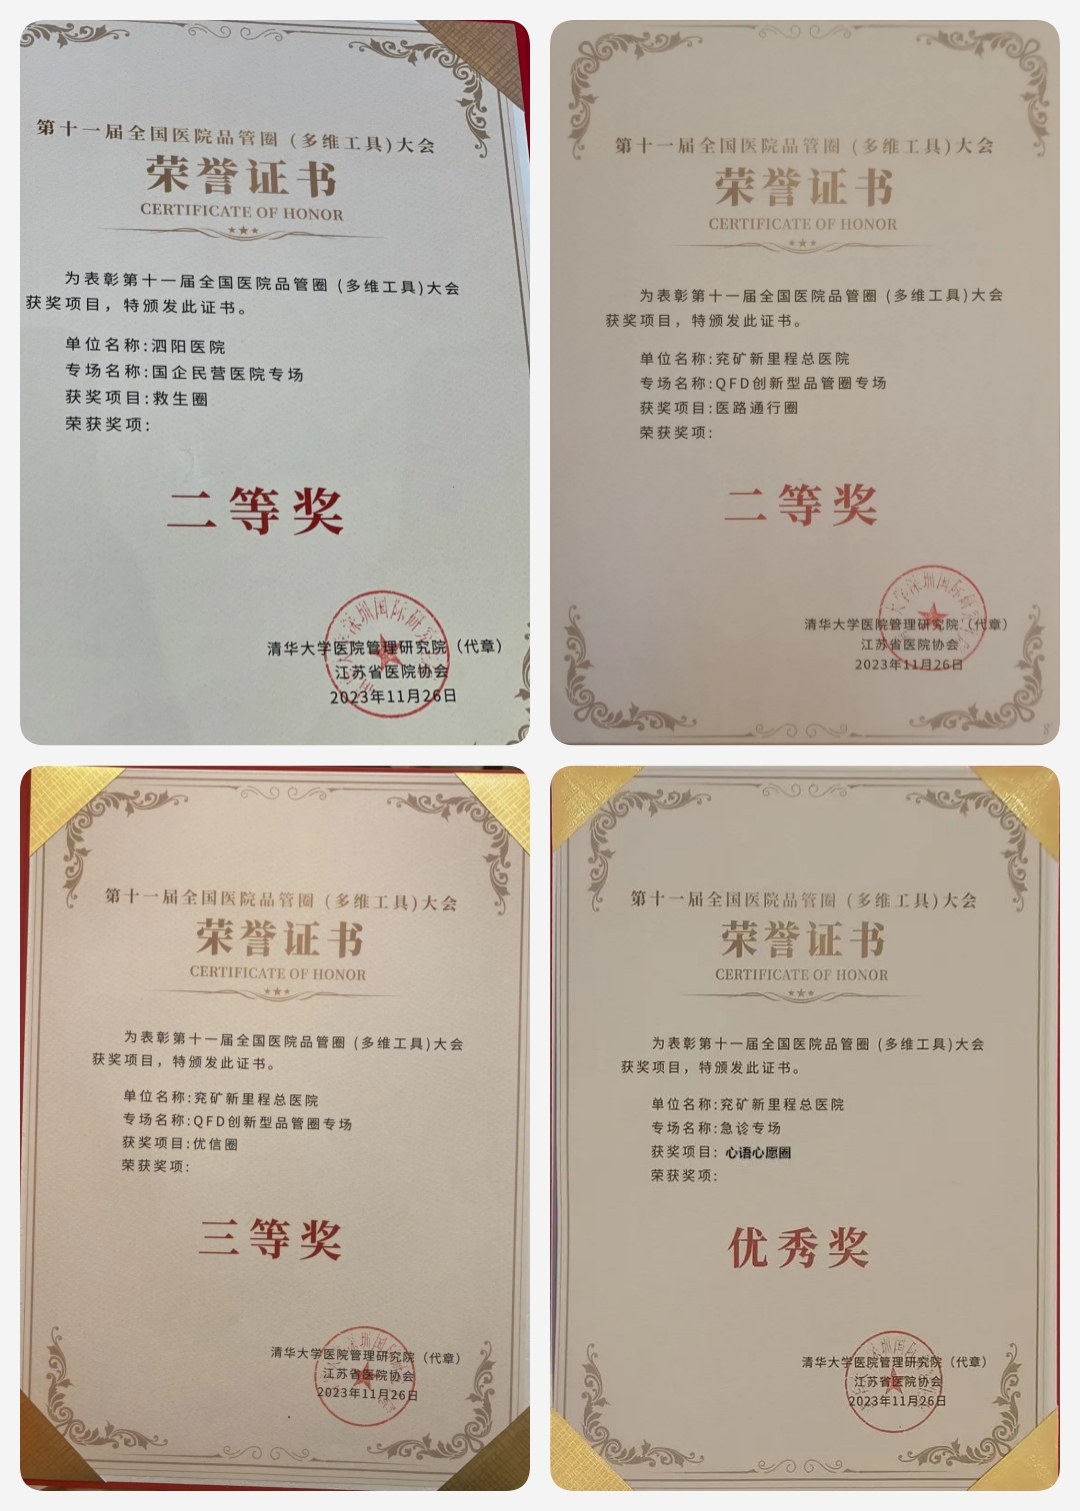 第十一届全国医院品管圈（多维工具)大会
荣誉证书
CERTIFICATE OF HONOR
为表彰第十一届全国医院品管圈（多维工具)大会
获奖项目，特颁发此证书。
单位名称:泗阳医院
专场名称:国企民营医院专场
获奖项目:救生圈
荣获奖项:
二等奖
清华大学医院管理研究院（代章）
江苏省医院协会
2023年11月26日
第十一届全国医院品管圈（多维工具)大会
荣誉证书
CERTIFICATE OF HONOR
为表彰第十一届全国医院品管圈（多维工具)大会
获奖项目，特颁发此证书。
单位名称:兖矿新里程总医院
专场名称:QFD创新型品管圈专场
获奖项目:医路通行圈
荣获奖项:
二等奖
清华大学医院管理研究院（代章）
江苏省医院协会
2023年11月26日
第十一届全国医院品管圈（多维工具)大会
荣誉证书
CERTIFICATE OF HONOR
为表彰第十一届全国医院品管圈（多维工具)大会
获奖项目，特颁发此证书。
单位名称:兖矿新里程总医院
专场名称:QFD创新型品管圈专场
获奖项目:优信圈
荣获奖项:
三等奖
清华大学医院管理研究院（代章）
江苏省医院协会
2023年11月26日
第十一届全国医院品管圈（多维工具)大会
荣誉证书
CERTIFICATE OF HONOR
为表彰第十一届全国医院品管圈（多维工具)大会
获奖项目，特颁发此证书。
单位名称:兖矿新里程总医院
专场名称:急诊专场
获奖项目: 心语心愿圈
荣获奖项:
优秀奖
清华大学医院管理研究院（代章）
江苏省医院协会
2023年11月26日